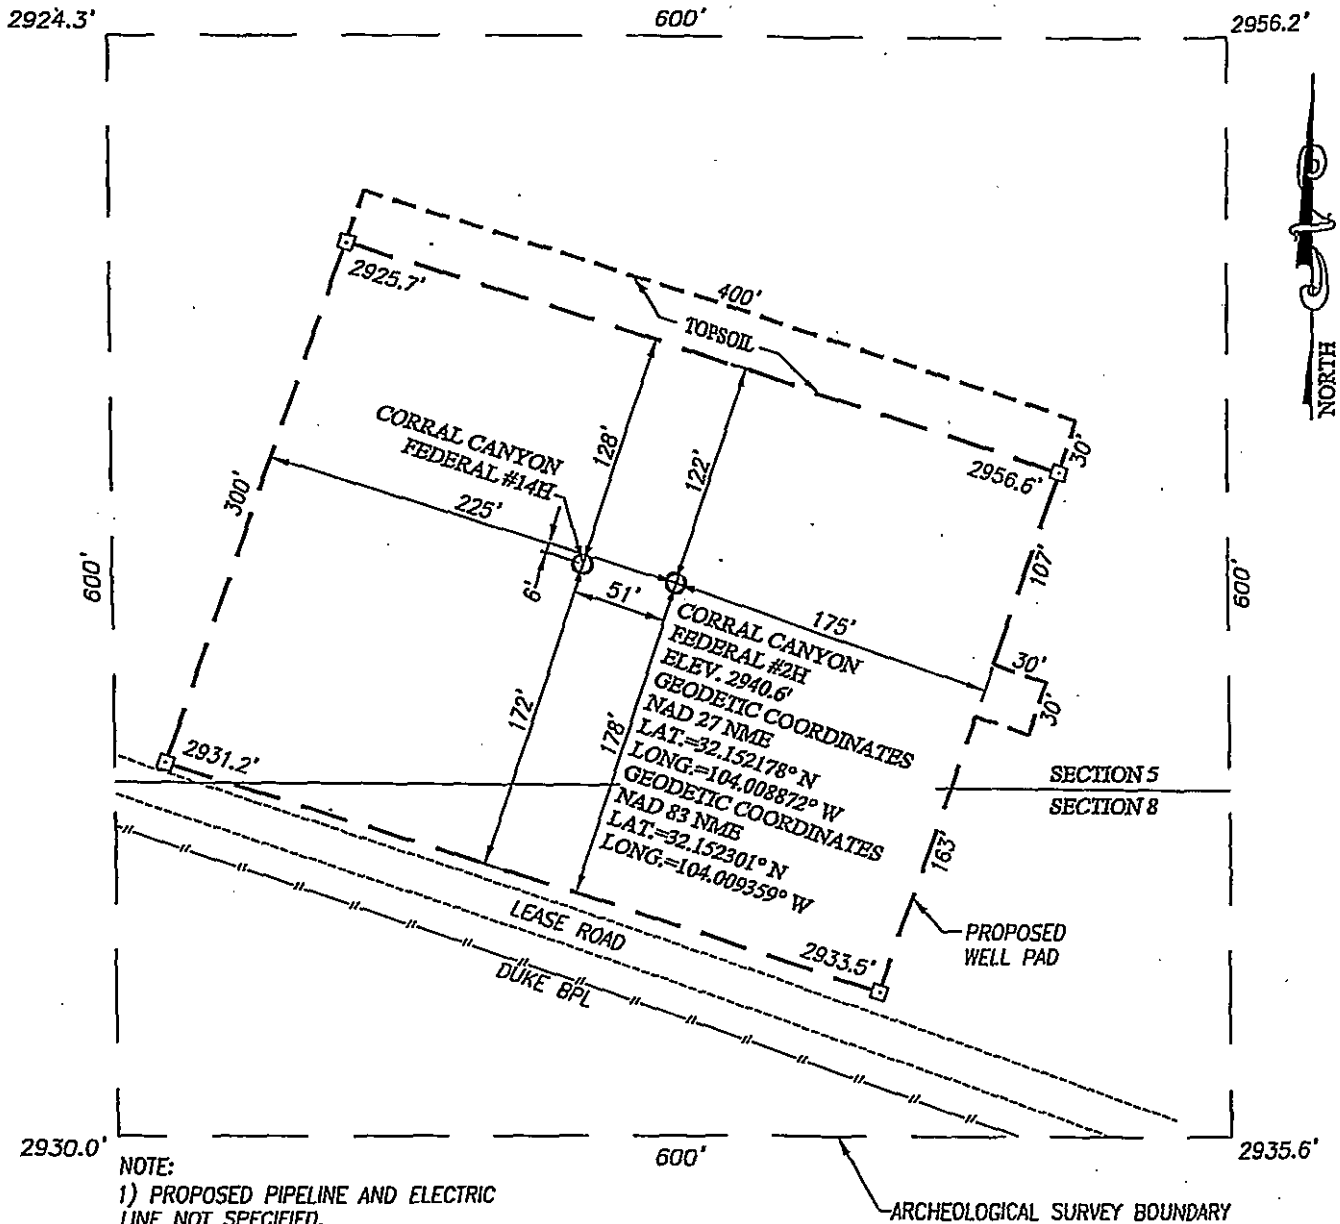 2924.3'
600'
2956.2'
NORTH
2925.7'
400'
TOPSOIL
30'
2956.6'
CORRAL CANYON
FEDERAL #14H
128'
122'
300'
225'
107'
600'
600'
6'
51'
175'
30'
30'
CORRAL CANYON
FEDERAL #2H
ELEV. 2940.6'
GEODETIC COORDINATES
NAD 27 NME
LAT.=32.152178° N
LONG.=104.008872° W
GEODETIC COORDINATES
NAD 83 NME
LAT.=32.152301° N
LONG.=104.009359° W
172'
178'
2931.2'
SECTION 5
SECTION 8
163'
LEASE ROAD
2933.5'
PROPOSED
WELL PAD
DUKE BPL
2930.0'
600'
2935.6'
NOTE:
1) PROPOSED PIPELINE AND ELECTRIC
LINE NOT SPECIFIED.
ARCHEOLOGICAL SURVEY BOUNDARY